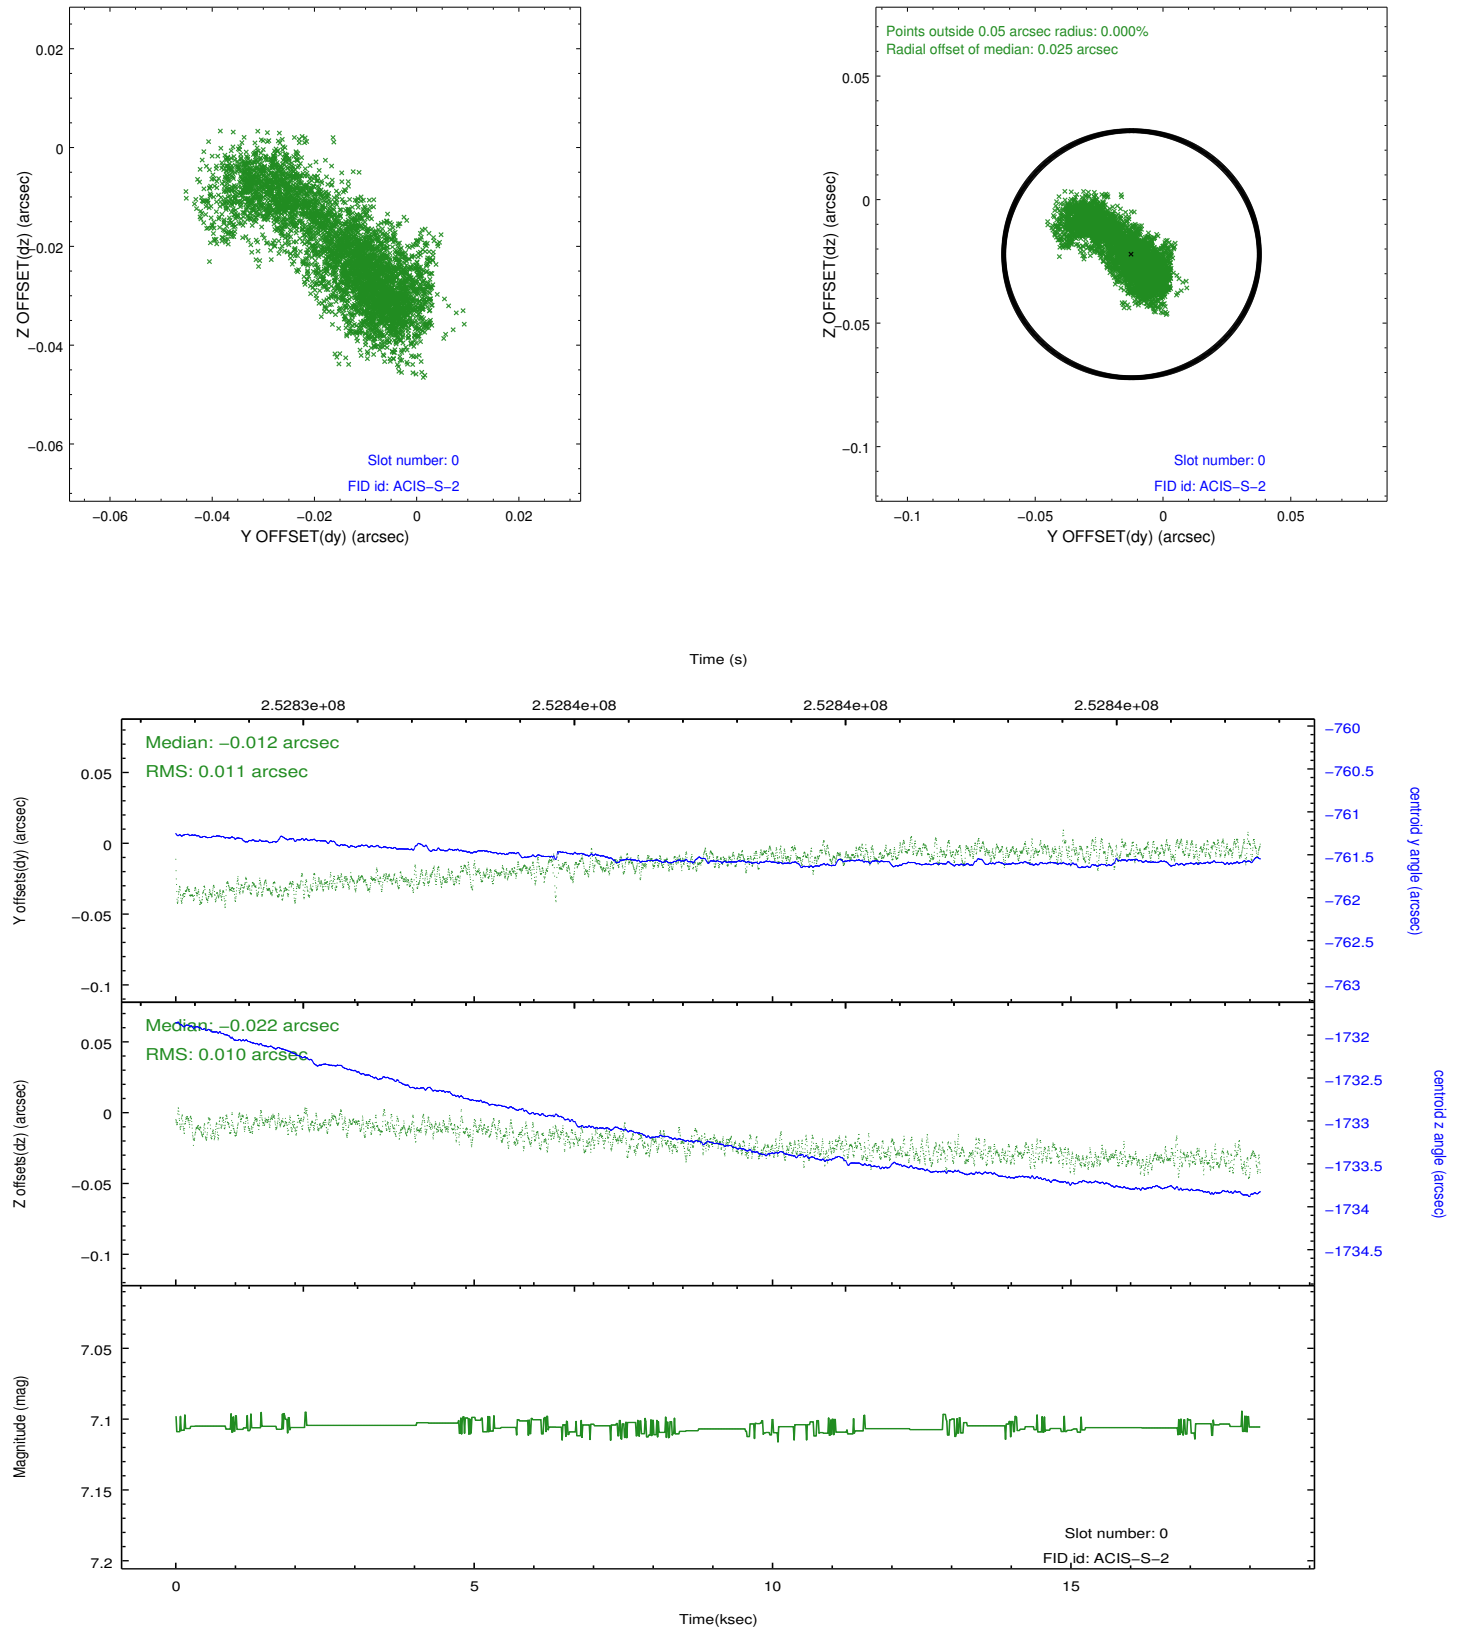 0.02
0
−0.02
−0.04
−0.06
Z OFFSET(dz) (arcsec)
Slot number: 0
FID id: ACIS−S−2
−0.06 −0.04 −0.02 0 0.02
Y OFFSET(dy) (arcsec)
Points outside 0.05 arcsec radius: 0.000%
Radial offset of median: 0.025 arcsec
0.05
0
−0.05
−0.1
Z OFFSET(dz) (arcsec)
Slot number: 0
FID id: ACIS−S−2
−0.1 −0.05 0 0.05
Y OFFSET(dy) (arcsec)
Time (s)
2.5283e+08 2.5284e+08 2.5284e+08 2.5284e+08
Median: −0.012 arcsec
RMS: 0.011 arcsec
0.05
0
−0.05
−0.1
Y offsets(dy) (arcsec)
−760
−760.5
−761
−761.5
−762
−762.5
−763
centroid y angle (arcsec)
Median: −0.022 arcsec
RMS: 0.010 arcsec
0.05
0
−0.05
−0.1
Z offsets(dz) (arcsec)
−1732
−1732.5
−1733
−1733.5
−1734
−1734.5
centroid z angle (arcsec)
7.05
7.1
7.15
7.2
Magnitude (mag)
Slot number: 0
FID id: ACIS−S−2
0 5 10 15
Time(ksec)